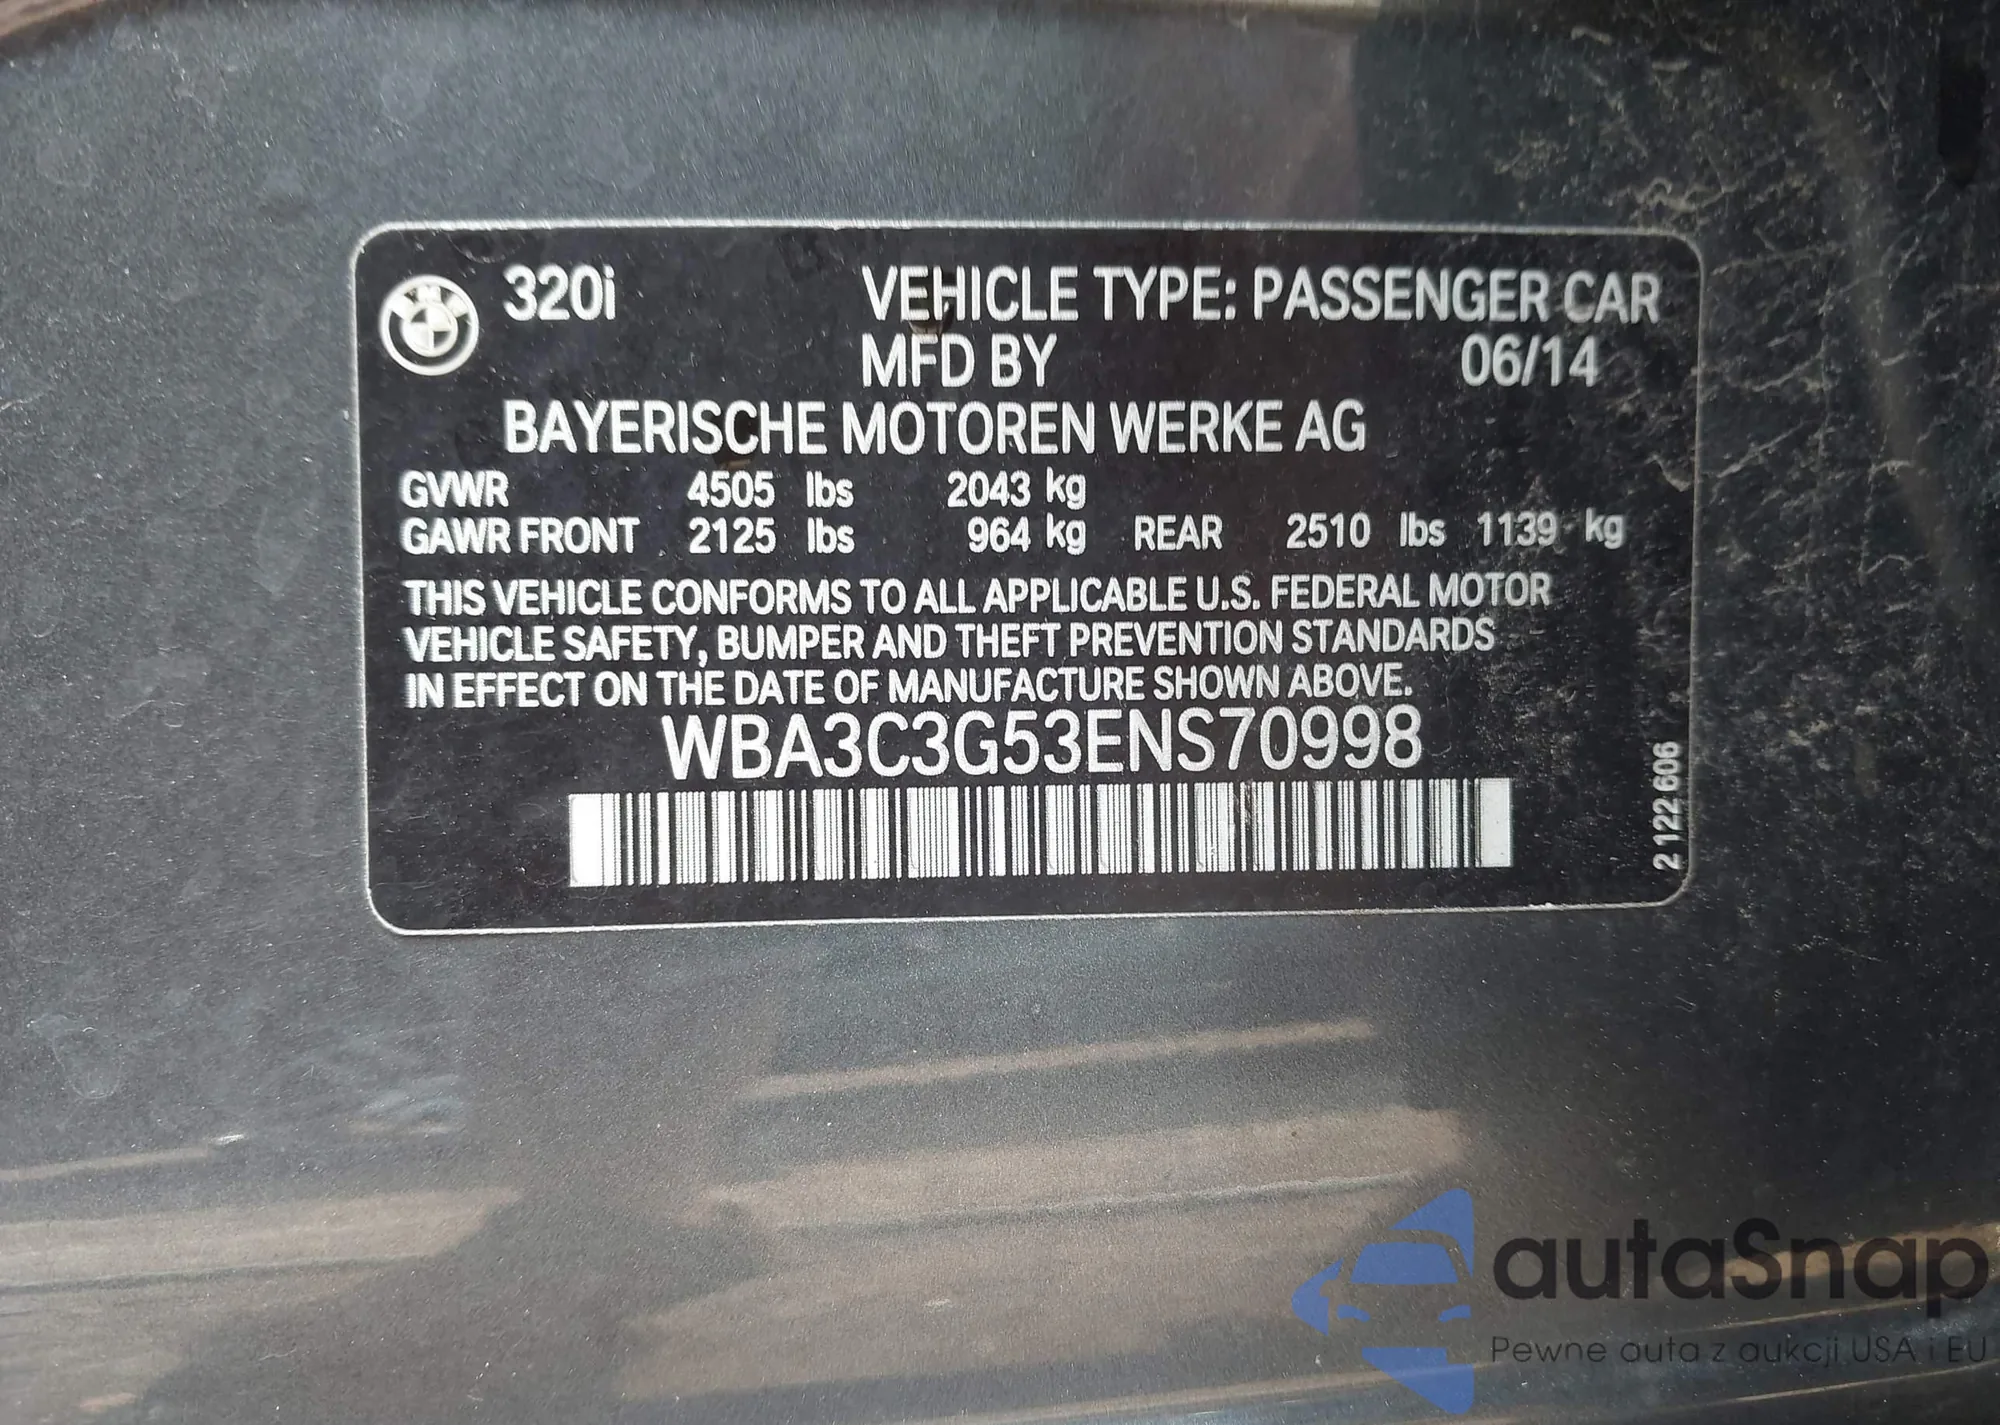 BMW 320i VEHICLE TYPE: PASSENGER CAR
MFD BY 06/14
BAYERISCHE MOTOREN WERKE AG
GVWR 4505 lbs 2043 kg
GAWR FRONT 2125 lbs 964 kg REAR 2510 lbs 1139 kg
THIS VEHICLE CONFORMS TO ALL APPLICABLE U.S. FEDERAL MOTOR
VEHICLE SAFETY, BUMPER AND THEFT PREVENTION STANDARDS
IN EFFECT ON THE DATE OF MANUFACTURE SHOWN ABOVE.
WBA3C3G53ENS70998
2 122 606
autaSnap
Pewne auta z aukcji USA i EU